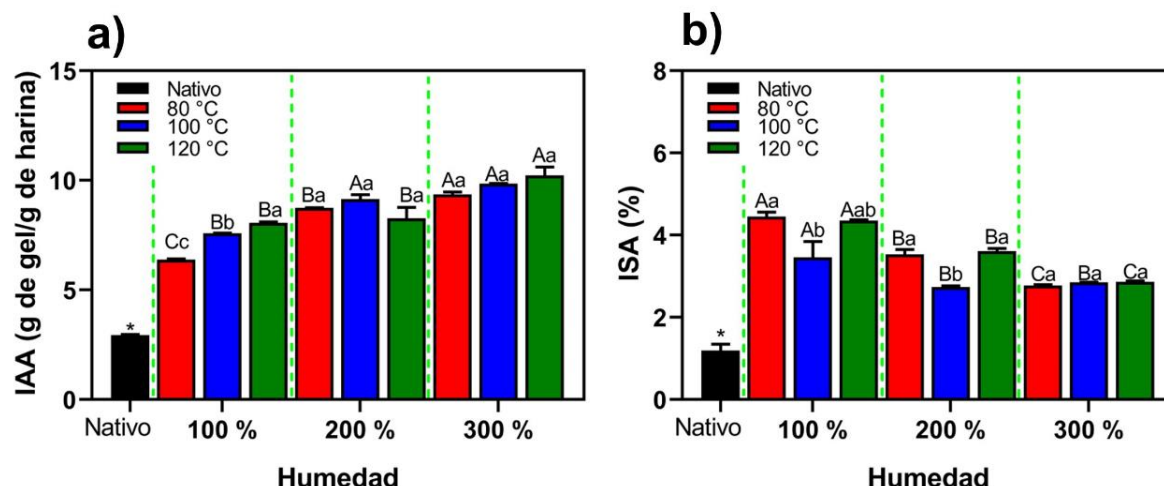 a)
IAA (g de gel/g de harina)
15
10
5
0
Nativo
80 °C
100 °C
120 °C
*
Cc
Bb
Ba
Ba
Aa
Ba
Aa
Aa
Aa
Nativo
100 %
200 %
300 %
Humedad
b)
ISA (%)
8
6
4
2
0
Nativo
80 °C
100 °C
120 °C
*
Aa
Ab
Aab
Ba
Bb
Ba
Ca
Ba
Ca
Nativo
100 %
200 %
300 %
Humedad